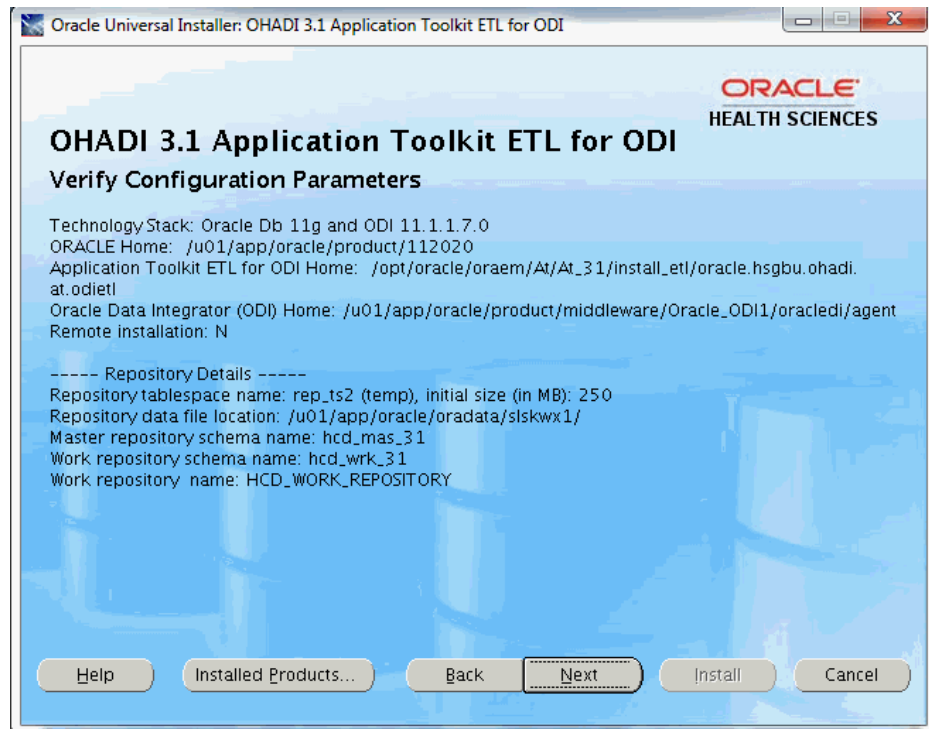 Oracle Universal Installer: OHADI 3.1 Application Toolkit ETL for ODI
ORACLE
HEALTH SCIENCES
OHADI 3.1 Application Toolkit ETL for ODI
Verify Configuration Parameters
Technology Stack: Oracle Db 11g and ODI 11.1.1.7.0
ORACLE Home: /u01/app/oracle/product/112020
Application Toolkit ETL for ODI Home: /opt/oracle/oraem/At/At_31/install_etl/oracle.hsgbu.ohadi.
at.odietl
Oracle Data Integrator (ODI) Home: /u01/app/oracle/product/middleware/Oracle_ODI1/oracledi/agent
Remote installation: N
----- Repository Details -----
Repository tablespace name: rep_ts2 (temp), initial size (in MB): 250
Repository data file location: /u01/app/oracle/oradata/slskwx1/
Master repository schema name: hcd_mas_31
Work repository schema name: hcd_wrk_31
Work repository name: HCD_WORK_REPOSITORY
Help Installed Products... Back Next Install Cancel